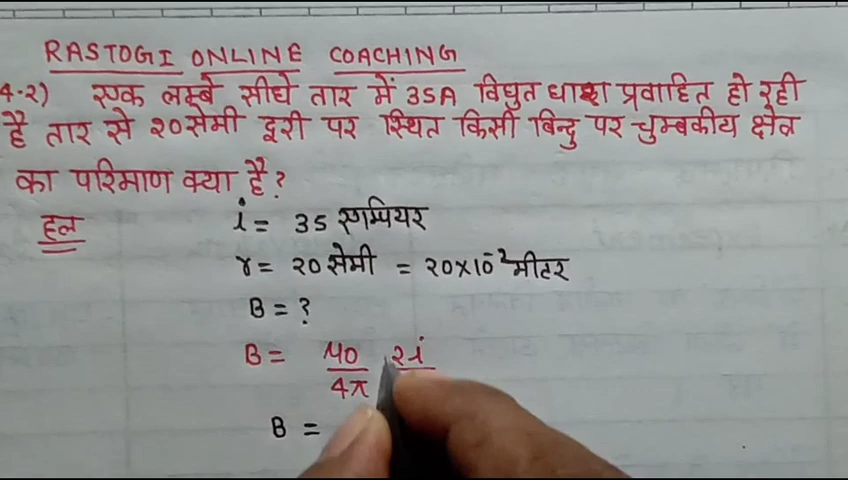 RASTOGI ONLINE COACHING
4.2) एक लम्बे सीधे तार में 35A विधुत धारा प्रवाहित हो रही
है तार से 20सेमी दूरी पर स्थित किसी बिन्दु पर चुम्बकीय क्षेत्र
का परिमाण क्या है?
हल i = 35 एम्पियर
r = 20 सेमी = 20×10⁻² मीटर
B = ?
B = μ0/4π 2i
B =